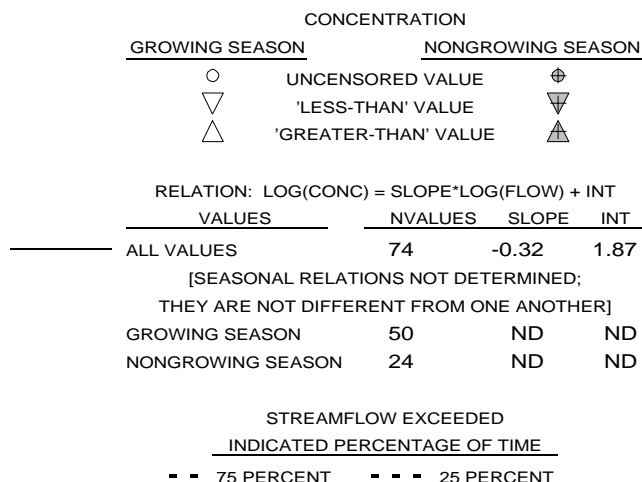 CONCENTRATION
GROWING SEASON NONGROWING SEASON
UNCENSORED VALUE
'LESS-THAN' VALUE
'GREATER-THAN' VALUE
RELATION: LOG(CONC) = SLOPE*LOG(FLOW) + INT
VALUES NVALUES SLOPE INT
ALL VALUES 74 -0.32 1.87
[SEASONAL RELATIONS NOT DETERMINED;
THEY ARE NOT DIFFERENT FROM ONE ANOTHER]
GROWING SEASON 50 ND ND
NONGROWING SEASON 24 ND ND
STREAMFLOW EXCEEDED
INDICATED PERCENTAGE OF TIME
75 PERCENT 25 PERCENT